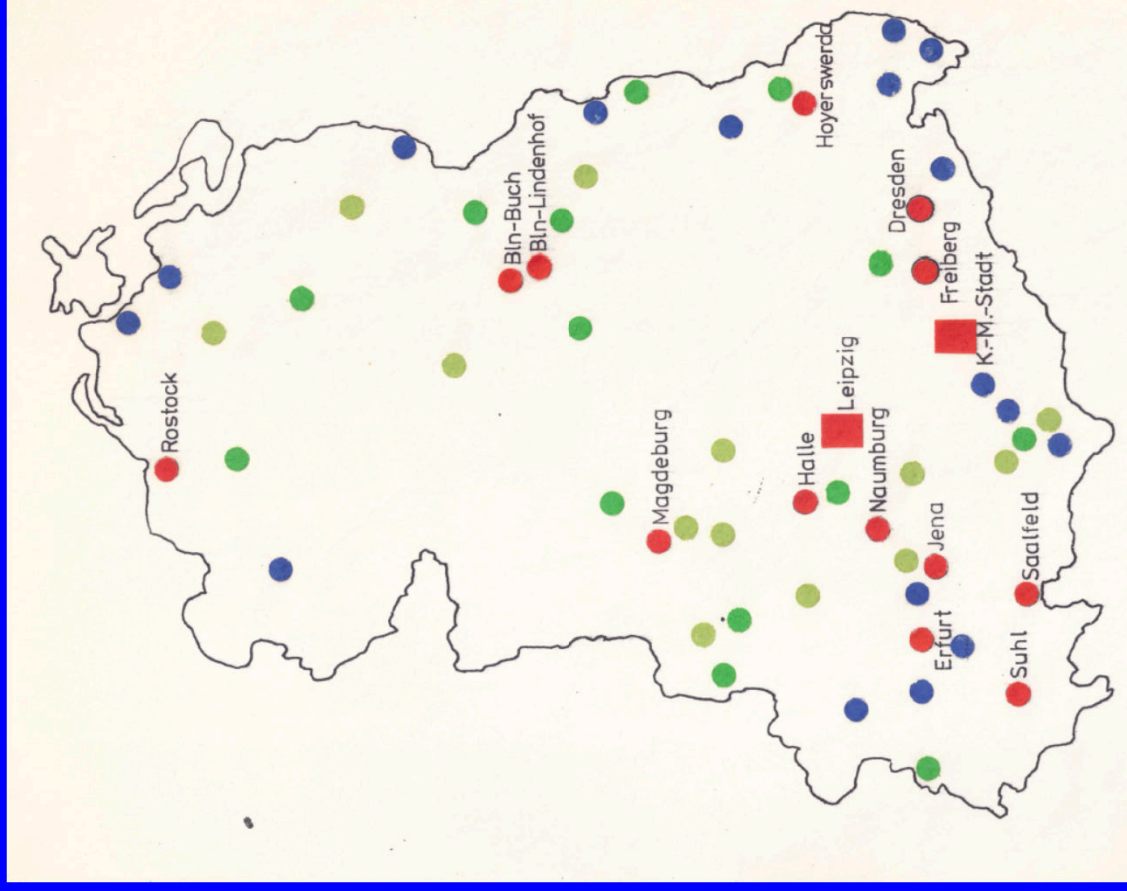 Rostock
Bln-Buch
Bln-Lindenhof
Magdeburg
Hoyerswerda
Halle
Leipzig
Naumburg
Dresden
Freiberg
K.-M.-Stadt
Jena
Erfurt
Saalfeld
Suhl